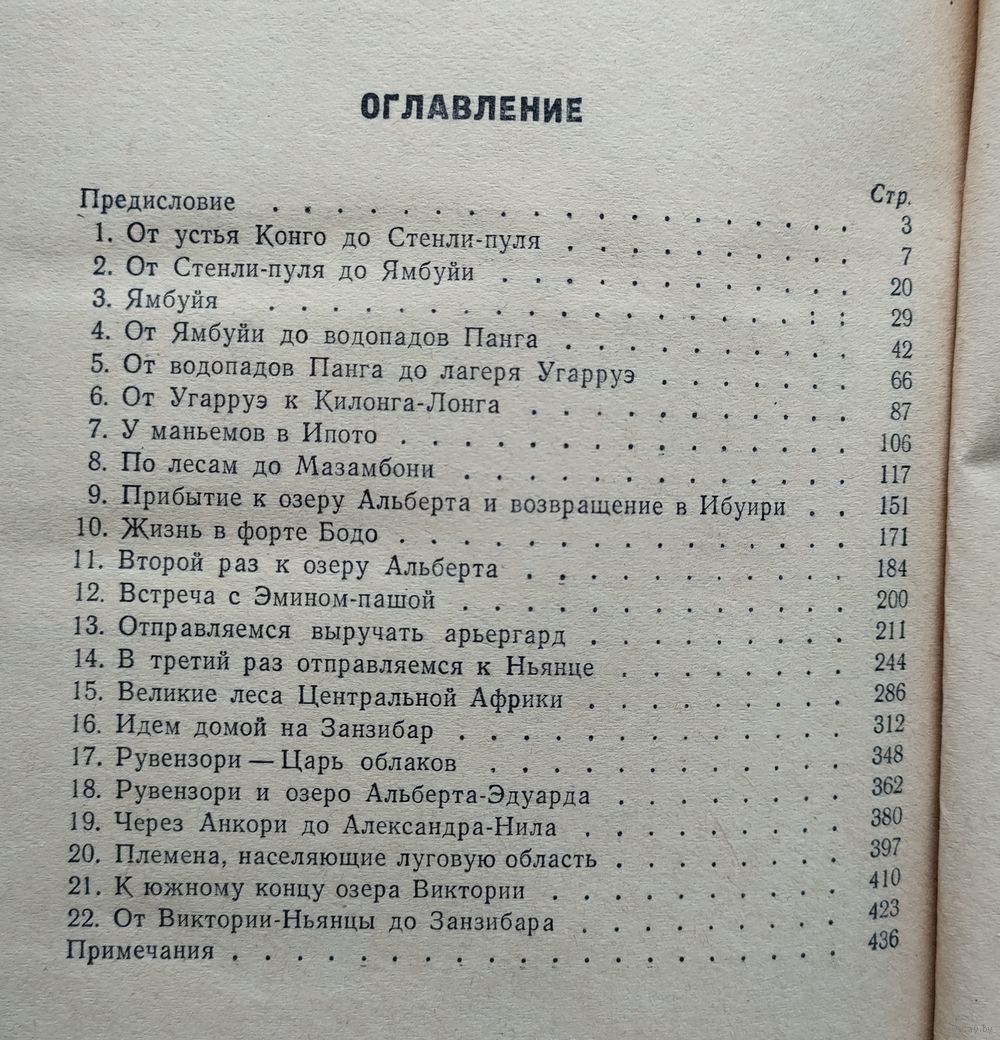 ОГЛАВЛЕНИЕ
Стр.
Предисловие . . . . . . . . . . . . . . . . . . 3
1. От устья Конго до Стенли-пуля . . . . . . . . . 7
2. От Стенли-пуля до Ямбуйи . . . . . . . . . . . 20
3. Ямбуйя . . . . . . . . . . . . . . . . : : 29
4. От Ямбуйи до водопадов Панга . . . . . . . . . 42
5. От водопадов Панга до лагеря Угарруэ . . . . . . 66
6. От Угарруэ к Килонга-Лонга . . . . . . . . . . 87
7. У маньемов в Ипото . . . . . . . . . . . . . . 106
8. По лесам до Мазамбони . . . . . . . . . . . . 117
9. Прибытие к озеру Альберта и возвращение в Ибуири . . 151
10. Жизнь в форте Бодо . . . . . . . . . . . . . . 171
11. Второй раз к озеру Альберта . . . . . . . . . . 184
12. Встреча с Эмином-пашой . . . . . . . . . . . . 200
13. Отправляемся выручать арьергард . . . . . . . . 211
14. В третий раз отправляемся к Ньянце . . . . . . . 244
15. Великие леса Центральной Африки . . . . . . . . 286
16. Идем домой на Занзибар . . . . . . . . . . . . 312
17. Рувензори — Царь облаков . . . . . . . . . . . 348
18. Рувензори и озеро Альберта-Эдуарда . . . . . . . 362
19. Через Анкори до Александра-Нила . . . . . . . . 380
20. Племена, населяющие луговую область . . . . . . . 397
21. К южному концу озера Виктории . . . . . . . . . 410
22. От Виктории-Ньянцы до Занзибара . . . . . . . . 423
Примечания . . . . . . . . . . . . . . . . . . . 436